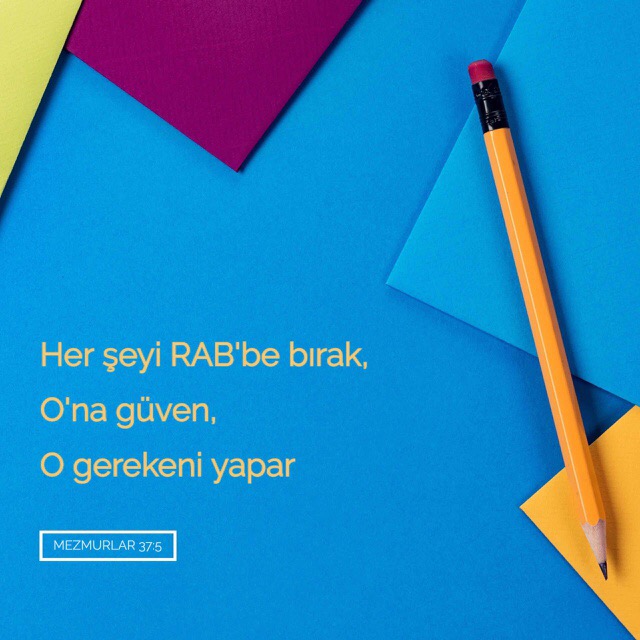 Her şeyi RAB'be bırak,
O'na güven,
O gerekeni yapar
MEZMURLAR 37:5